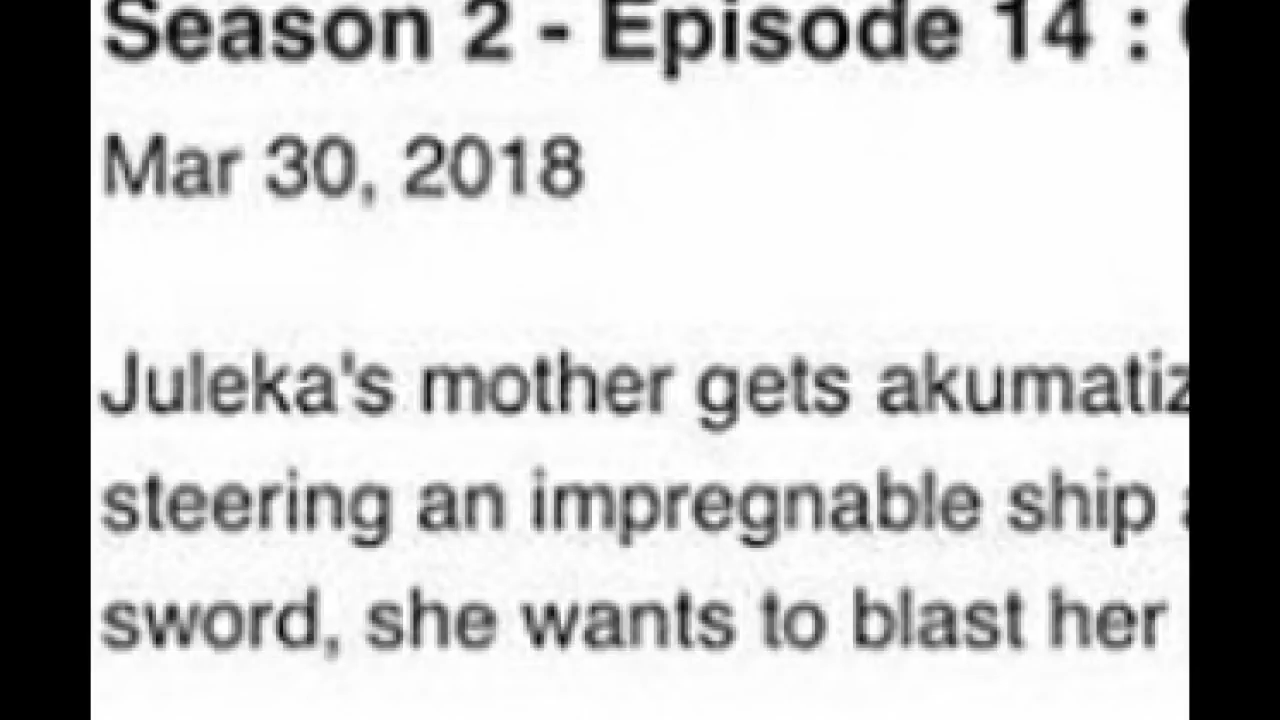 Season 2 - Episode 14 :
Mar 30, 2018
Juleka's mother gets akumatiz
steering an impregnable ship
sword, she wants to blast her